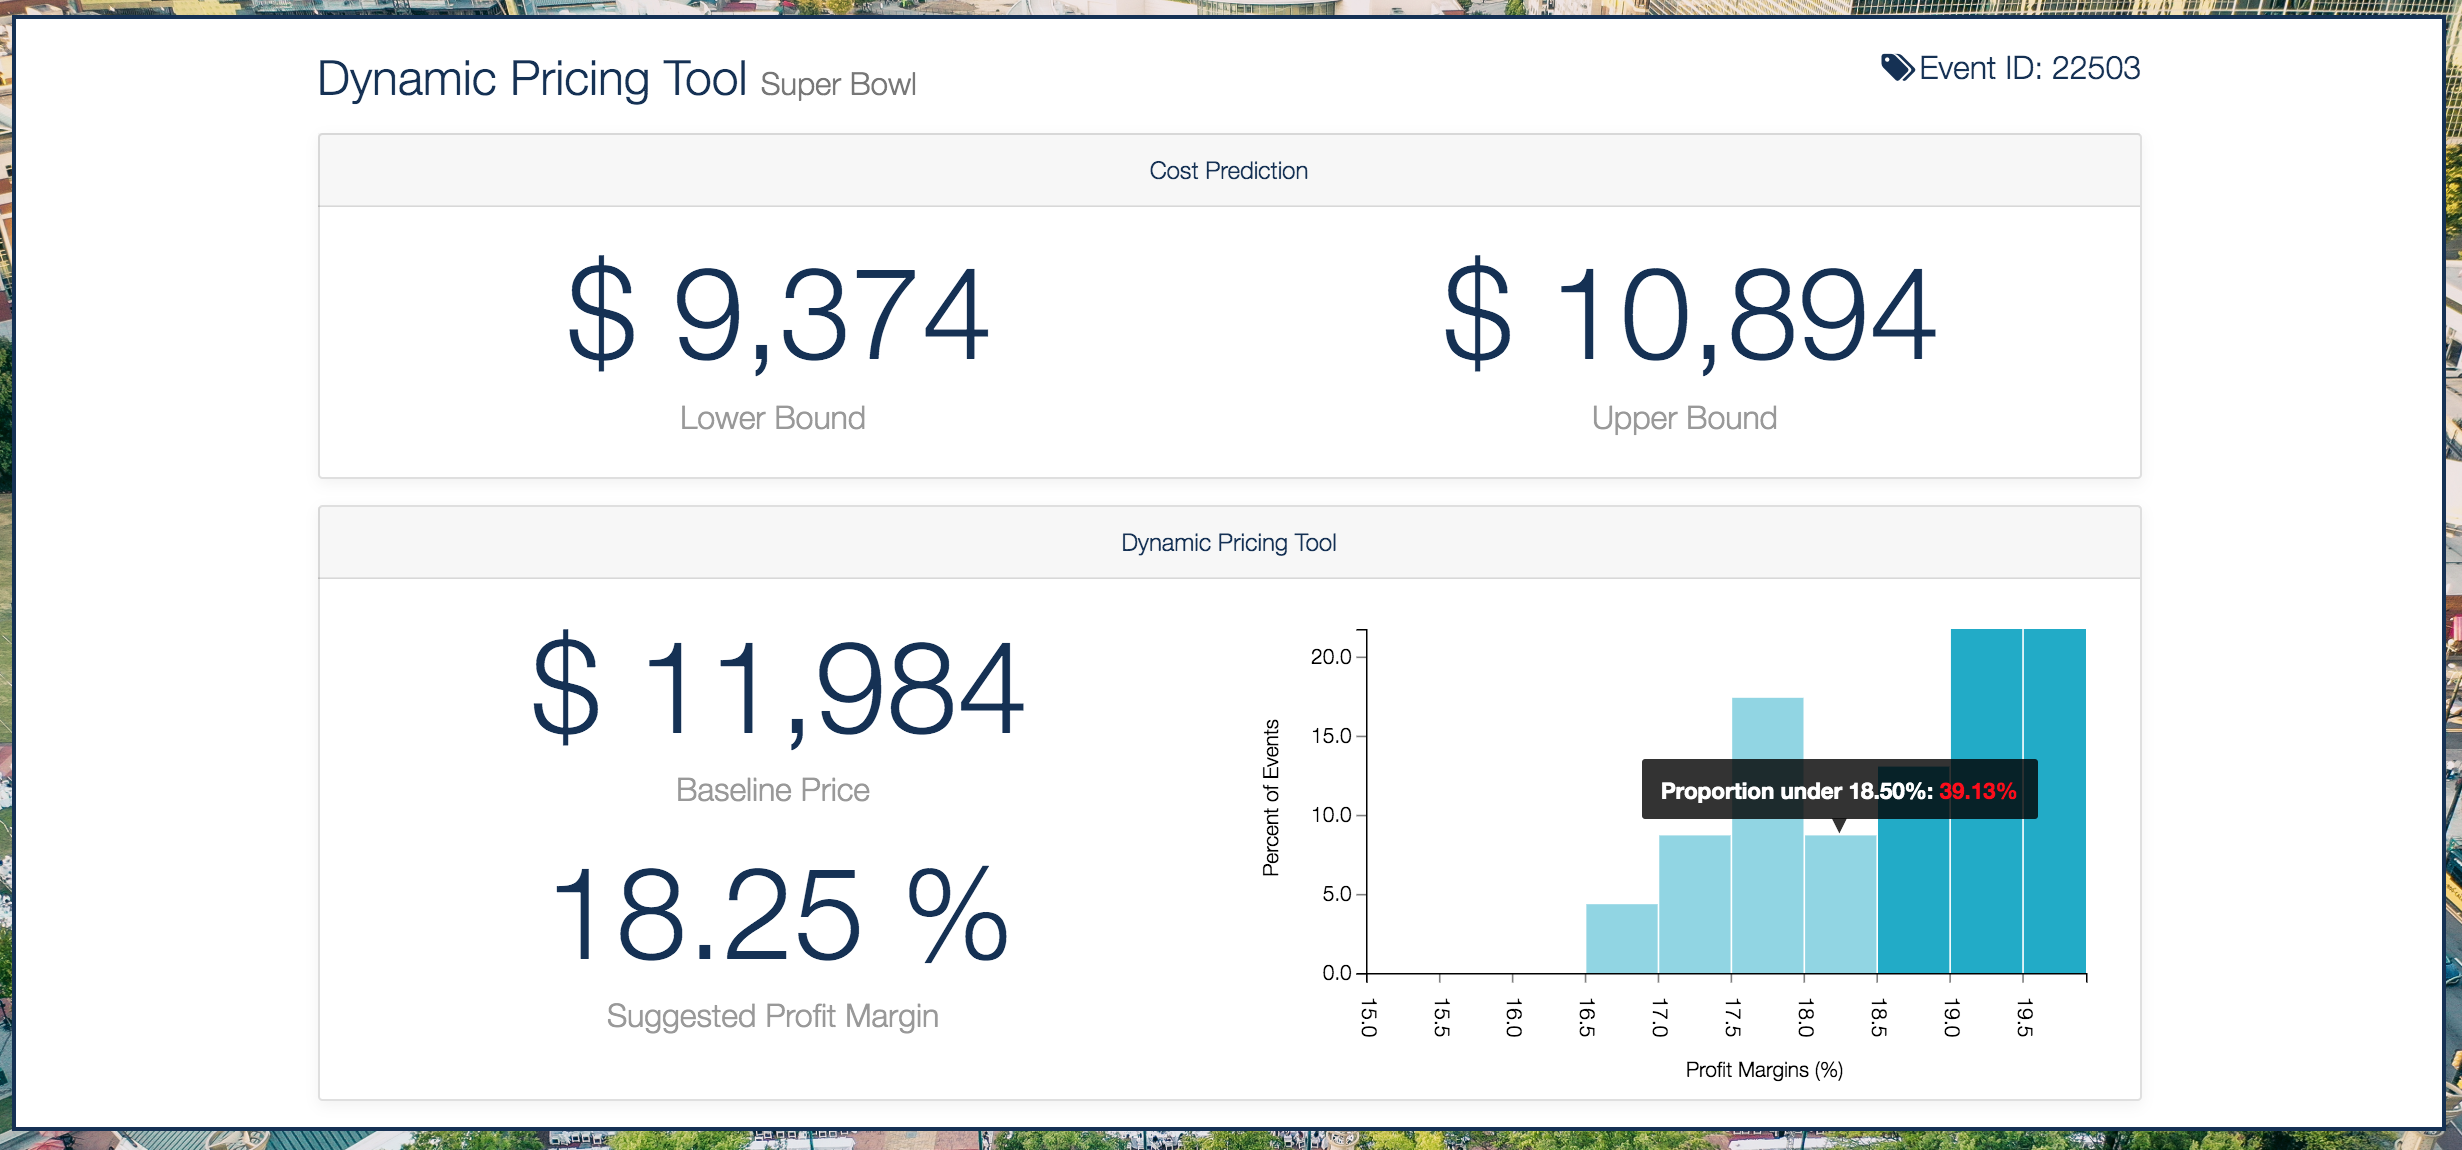 Dynamic Pricing Tool Super Bowl
Event ID: 22503
Cost Prediction
$ 9,374
Lower Bound
$ 10,894
Upper Bound
Dynamic Pricing Tool
$ 11,984
Baseline Price
18.25 %
Suggested Profit Margin
Percent of Events
20.0
15.0
10.0
5.0
0.0
Proportion under 18.50%: 39.13%
15.0
15.5
16.0
16.5
17.0
17.5
18.0
18.5
19.0
19.5
Profit Margins (%)